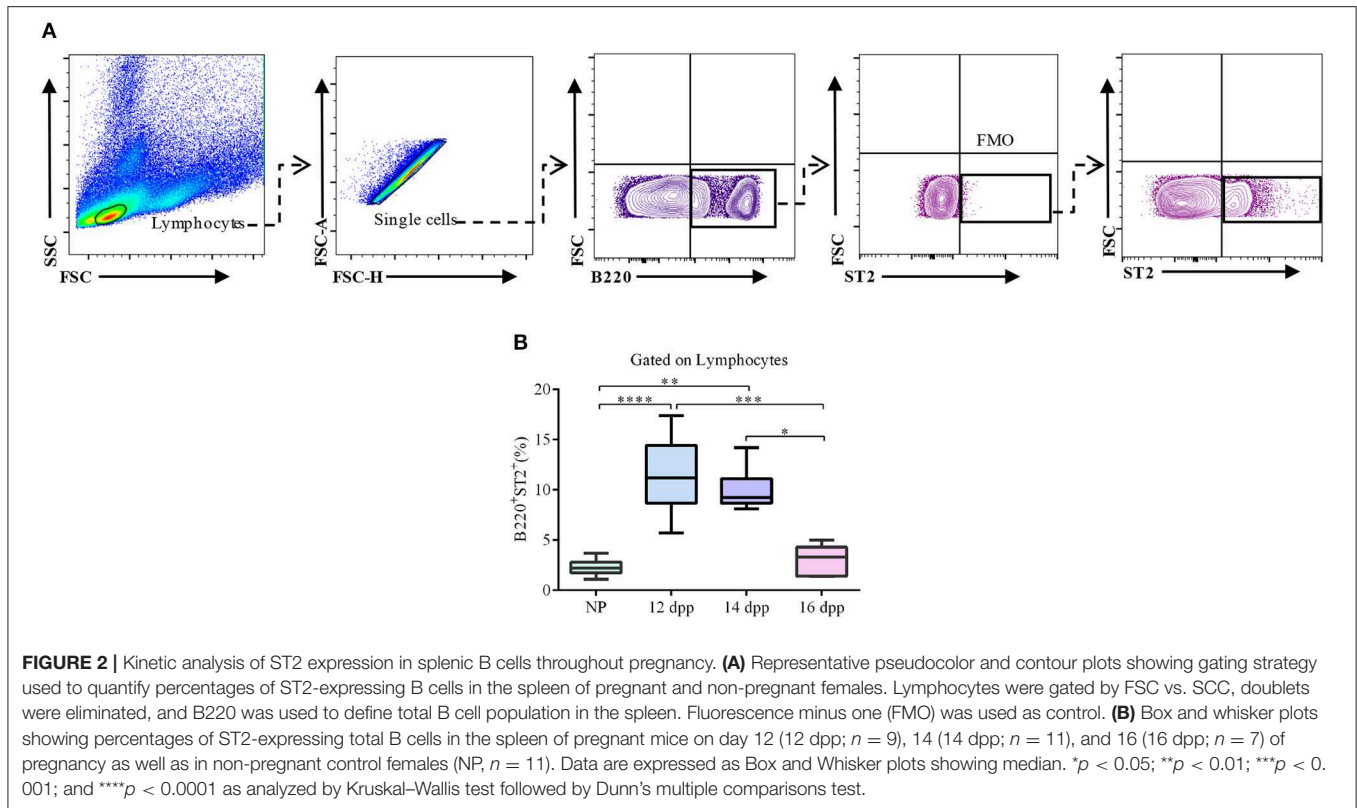 A
SSC
FSC
Lymphocytes
FSC-A
FSC-H
Single cells
FSC
B220
FSC
ST2
FMO
FSC
ST2
B
Gated on Lymphocytes
B220+ST2+(%)
20
15
10
5
0
**
****
***
*
NP
12 dpp
14 dpp
16 dpp
FIGURE 2 | Kinetic analysis of ST2 expression in splenic B cells throughout pregnancy. (A) Representative pseudocolor and contour plots showing gating strategy
used to quantify percentages of ST2-expressing B cells in the spleen of pregnant and non-pregnant females. Lymphocytes were gated by FSC vs. SCC, doublets
were eliminated, and B220 was used to define total B cell population in the spleen. Fluorescence minus one (FMO) was used as control. (B) Box and whisker plots
showing percentages of ST2-expressing total B cells in the spleen of pregnant mice on day 12 (12 dpp; n = 9), 14 (14 dpp; n = 11), and 16 (16 dpp; n = 7) of
pregnancy as well as in non-pregnant control females (NP, n = 11). Data are expressed as Box and Whisker plots showing median. *p < 0.05; **p < 0.01; ***p < 0.
001; and ****p < 0.0001 as analyzed by Kruskal–Wallis test followed by Dunn's multiple comparisons test.